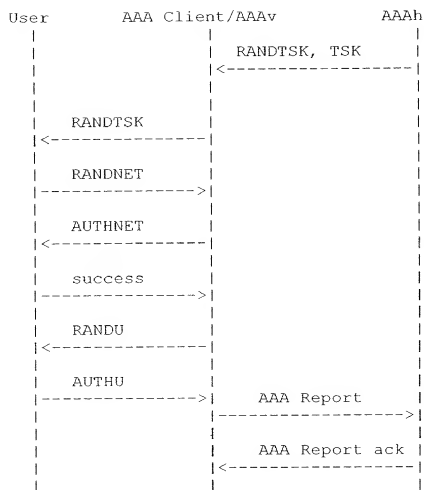 User AAA Client/AAAv AAAh
RANDTSK, TSK
RANDTSK
RANDNET
AUTHNET
success
RANDU
AUTHU
AAA Report
AAA Report ack